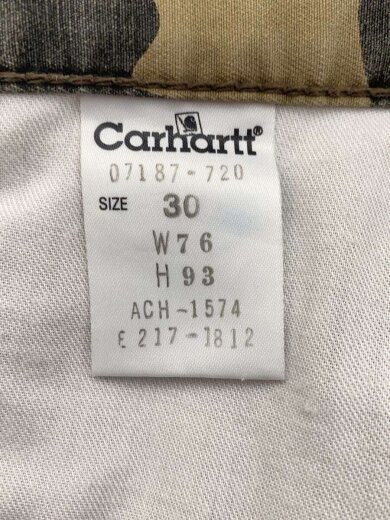 Carhartt®
07187-720
SIZE 30
W76
H93
ACH-1574
ε 217-1812